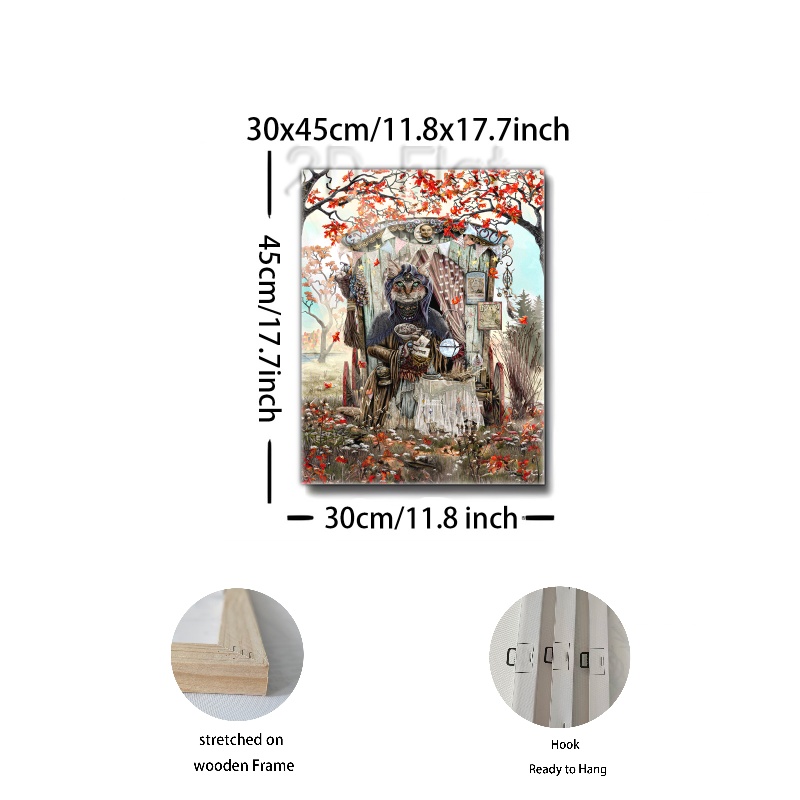 30x45cm/11.8x17.7inch
45cm/17.7inch
30cm/11.8 inch
stretched on
wooden Frame
Hook
Ready to Hang